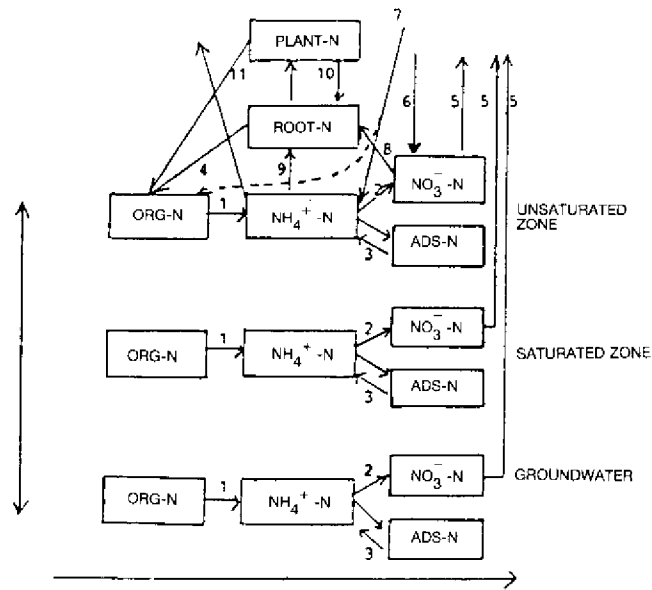 7
PLANT-N
11
10
6
5
5
5
ROOT-N
8
4
9
2
NO₃⁻-N
ORG-N
1
NH₄⁺-N
UNSATURATED
ZONE
ADS-N
3
1
2
NO₃⁻-N
ORG-N
NH₄⁺-N
SATURATED ZONE
ADS-N
3
1
2
NO₃⁻-N
GROUNDWATER
ORG-N
NH₄⁺-N
ADS-N
3